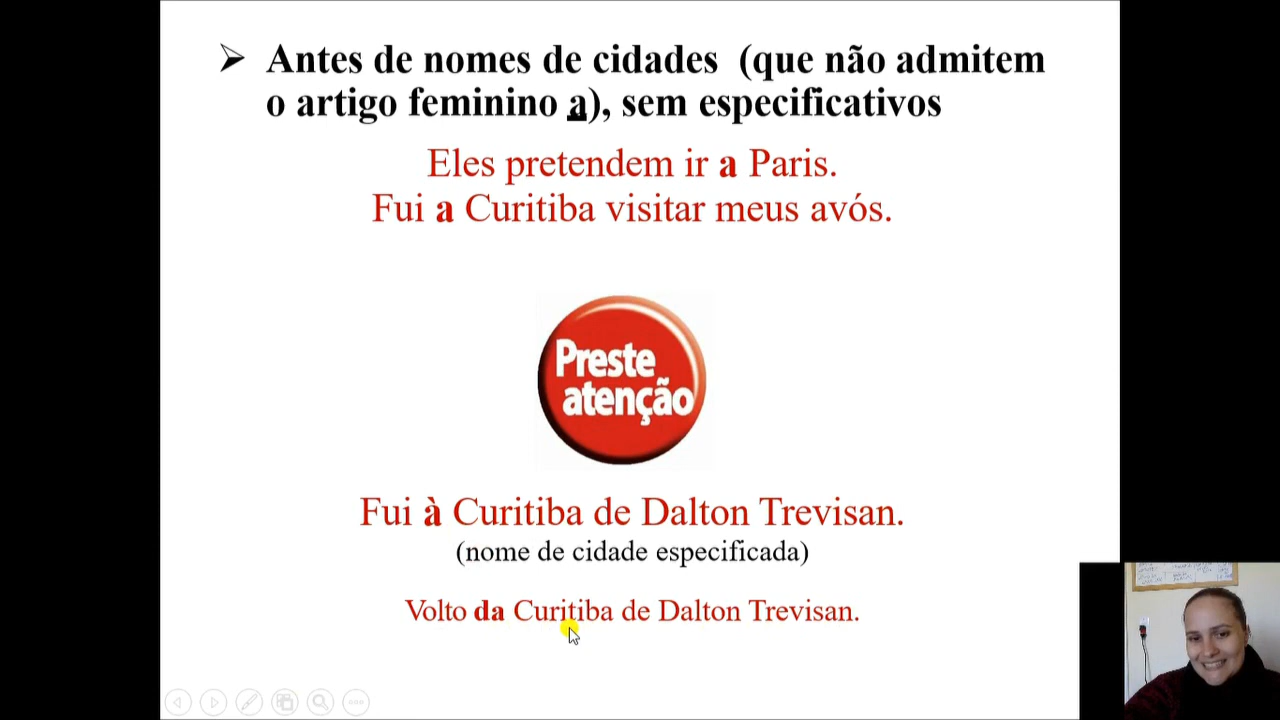 Antes de nomes de cidades (que não admitem
o artigo feminino a), sem especificativos
Eles pretendem ir a Paris.
Fui a Curitiba visitar meus avós.
Preste
atenção
Fui à Curitiba de Dalton Trevisan.
(nome de cidade especificada)
Volto da Curitiba de Dalton Trevisan.